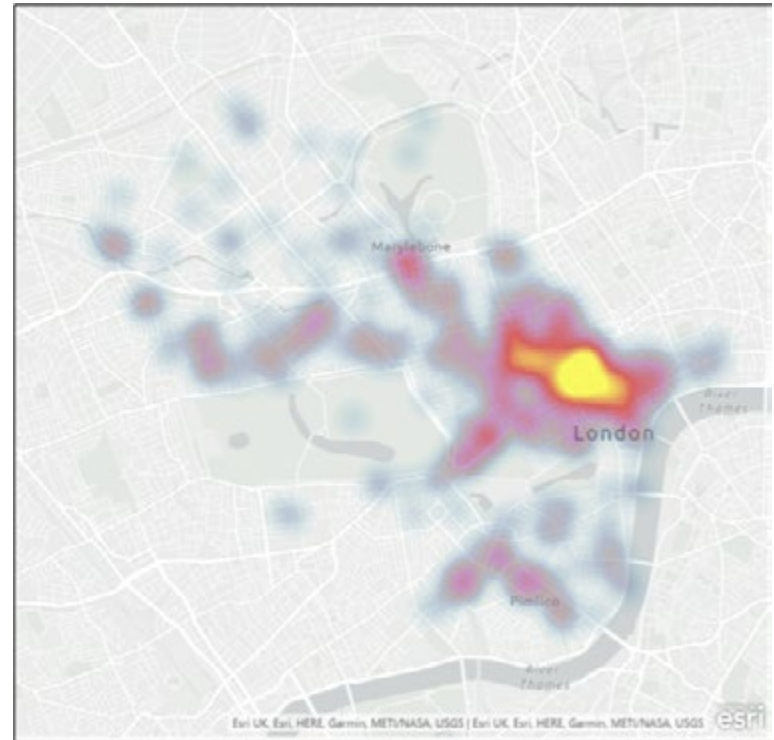 Marylebone
River
Thames
London
Pimlico
River
Thames
Esri UK, Esri, HERE, Garmin, METI/NASA, USGS | Esri UK, Esri, HERE, Garmin, METI/NASA, USGS
esri